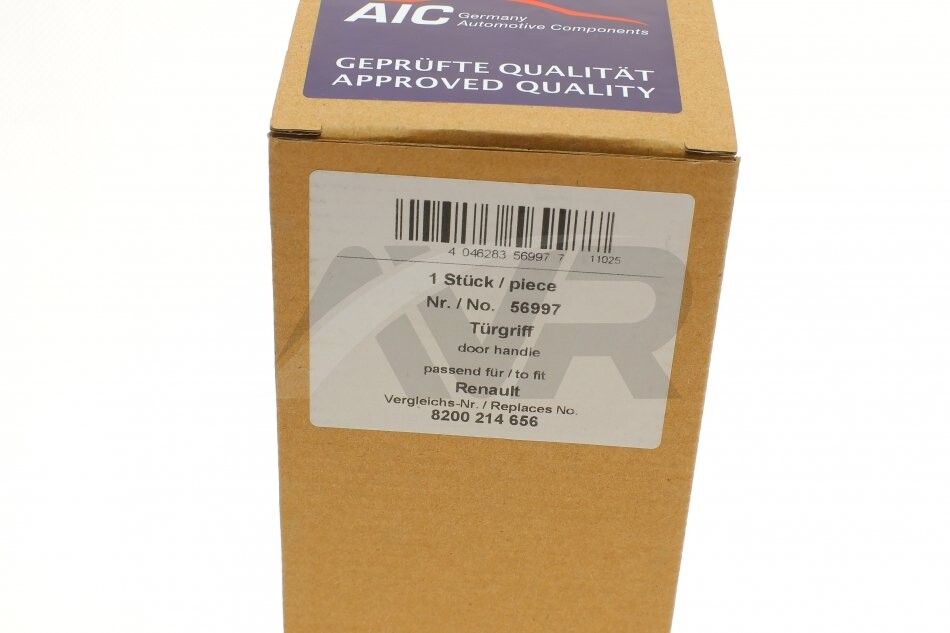 AIC Germany
Automotive Components
GEPRÜFTE QUALITÄT
APPROVED QUALITY
4 046283 56997 7 11025
1 Stück / piece
Nr. / No. 56997
Türgriff
door handle
passend für / to fit
Renault
Vergleichs-Nr. / Replaces No.
8200 214 656
AVR